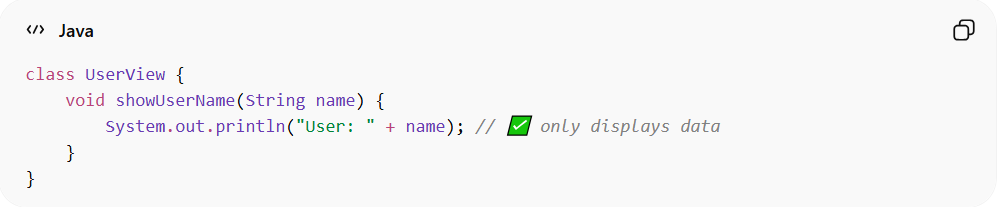 </> Java
class UserView {
    void showUserName(String name) {
        System.out.println("User: " + name); // ✅ only displays data
    }
}